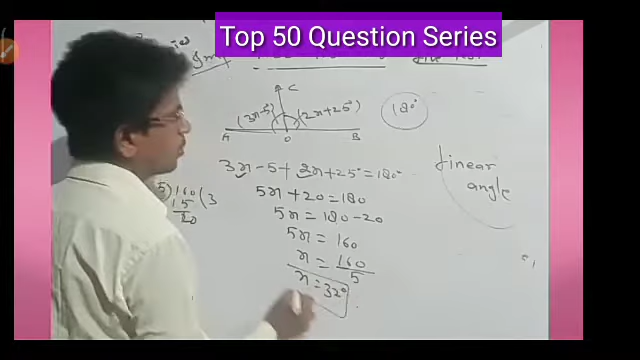 Top 50 Question Series
C
(3x-5) (2x+25°) 180°
A O B
3x-5+2x+25°=180°
linear angle
5x+20=180
5)160(3
15
10
5x=180-20
5x=160
x=160/5
x=32°